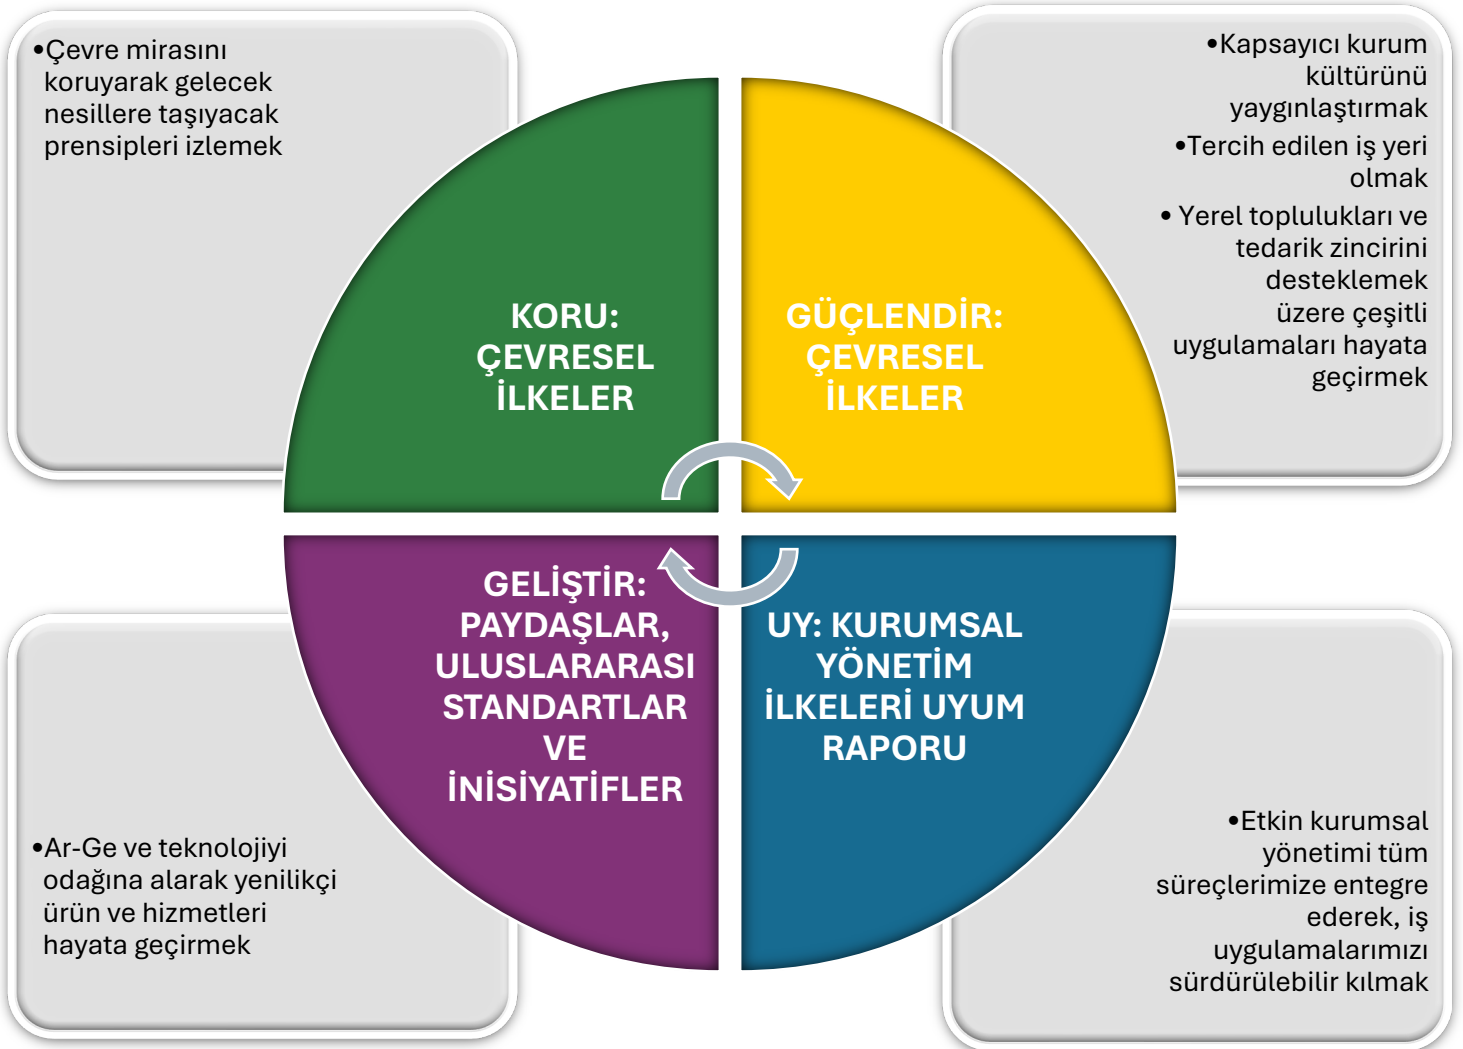 •Çevre mirasını
koruyarak gelecek
nesillere taşıyacak
prensipleri izlemek
•Kapsayıcı kurum
kültürünü
yaygınlaştırmak
•Tercih edilen iş yeri
olmak
• Yerel toplulukları ve
tedarik zincirini
desteklemek
üzere çeşitli
uygulamaları hayata
geçirmek
KORU:
ÇEVRESEL
İLKELER
GÜÇLENDİR:
ÇEVRESEL
İLKELER
GELİŞTİR:
PAYDAŞLAR,
ULUSLARARASI
STANDARTLAR
VE
İNİSİYATİFLER
UY: KURUMSAL
YÖNETİM
İLKELERİ UYUM
RAPORU
•Ar-Ge ve teknolojiyi
odağına alarak yenilikçi
ürün ve hizmetleri
hayata geçirmek
•Etkin kurumsal
yönetimi tüm
süreçlerimize entegre
ederek, iş
uygulamalarımızı
sürdürülebilir kılmak